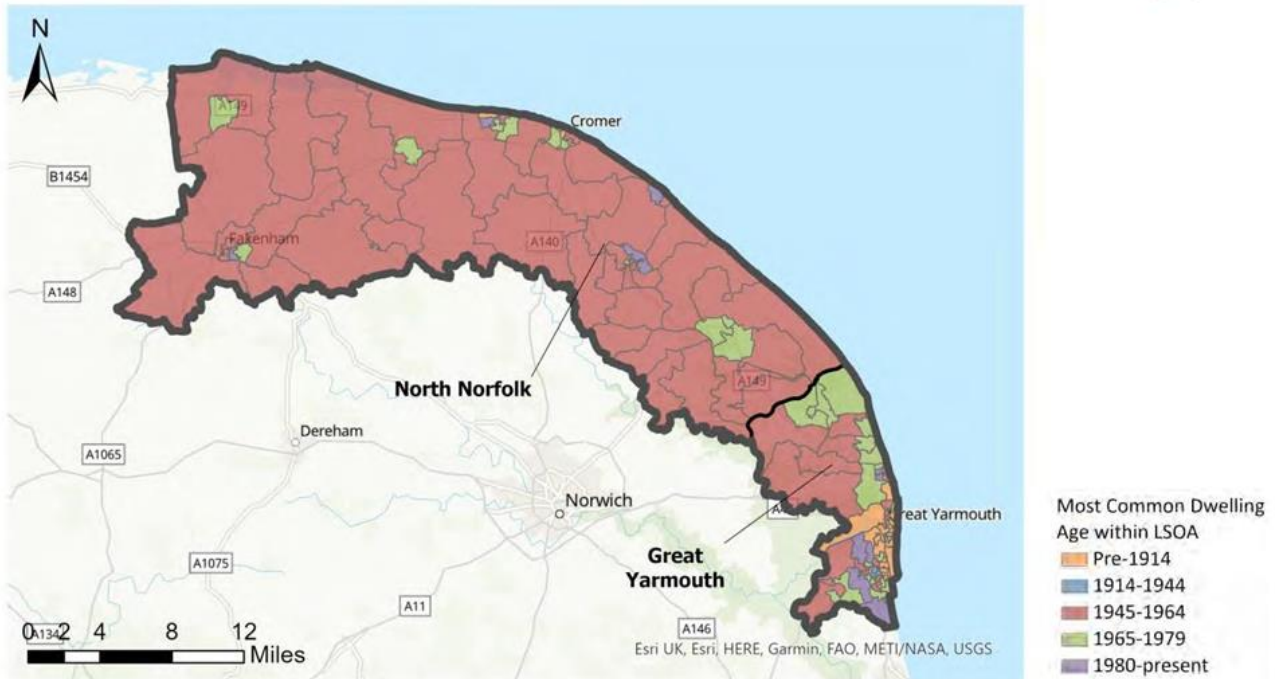 N
A149
Cromer
B1454
Fakenham
A140
A148
North Norfolk
A149
Dereham
A1065
Norwich
Great Yarmouth
Great
Yarmouth
A1075
A11
A146
A134
0 2 4 8 12
Miles
Esri UK, Esri, HERE, Garmin, FAO, METI/NASA, USGS
Most Common Dwelling
Age within LSOA
Pre-1914
1914-1944
1945-1964
1965-1979
1980-present